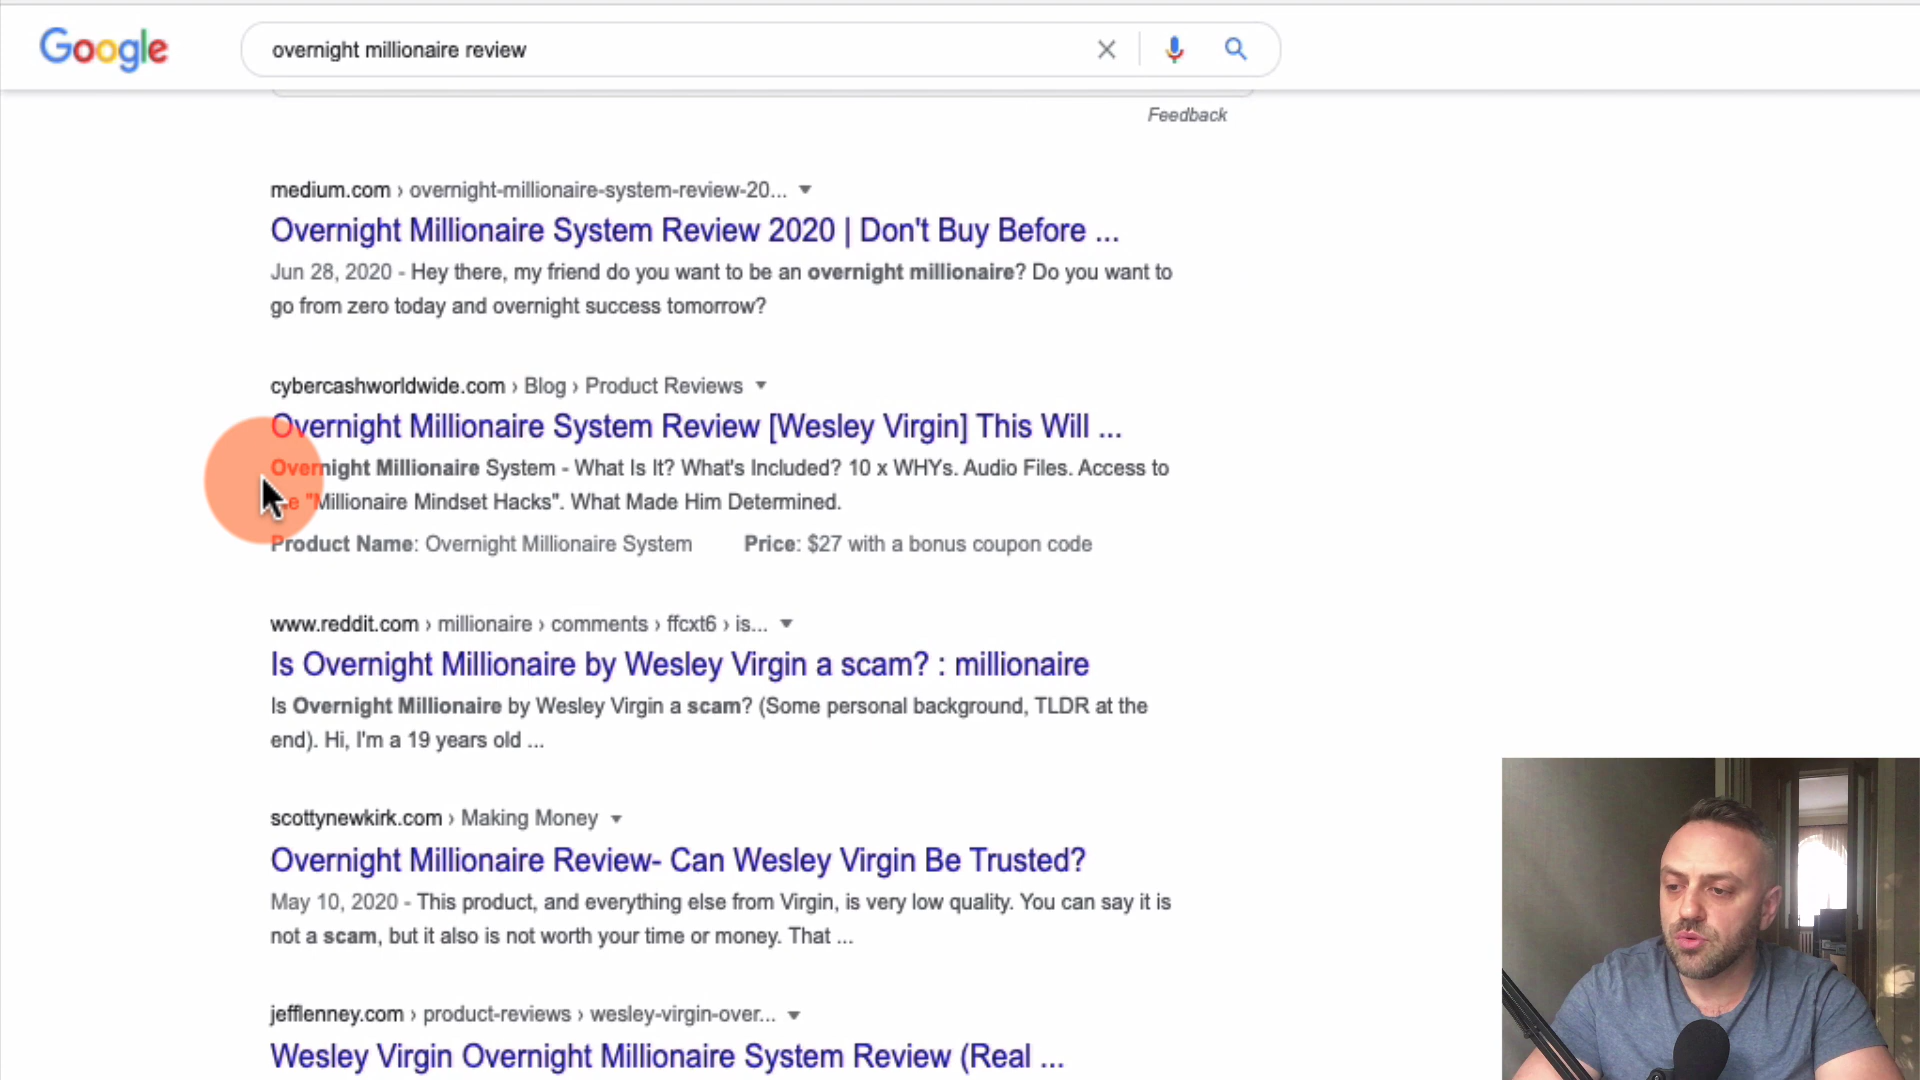 Google
overnight millionaire review
Feedback
medium.com › overnight-millionaire-system-review-20...
Overnight Millionaire System Review 2020 | Don't Buy Before ...
Jun 28, 2020 - Hey there, my friend do you want to be an overnight millionaire? Do you want to
go from zero today and overnight success tomorrow?
cybercashworldwide.com › Blog › Product Reviews
Overnight Millionaire System Review [Wesley Virgin] This Will ...
Overnight Millionaire System - What Is It? What's Included? 10 x WHYs. Audio Files. Access to
"Millionaire Mindset Hacks". What Made Him Determined.
Product Name: Overnight Millionaire System Price: $27 with a bonus coupon code
www.reddit.com › millionaire › comments › ffcxt6 › is...
Is Overnight Millionaire by Wesley Virgin a scam? : millionaire
Is Overnight Millionaire by Wesley Virgin a scam? (Some personal background, TLDR at the
end). Hi, I'm a 19 years old ...
scottynewkirk.com › Making Money
Overnight Millionaire Review- Can Wesley Virgin Be Trusted?
May 10, 2020 - This product, and everything else from Virgin, is very low quality. You can say it is
not a scam, but it also is not worth your time or money. That ...
jefflenney.com › product-reviews › wesley-virgin-over...
Wesley Virgin Overnight Millionaire System Review (Real ...